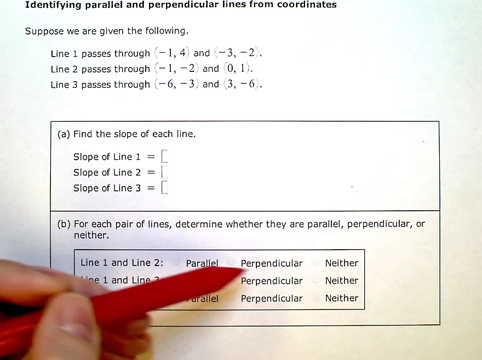 Identifying parallel and perpendicular lines from coordinates
Suppose we are given the following.
Line 1 passes through (−1, 4) and (−3, −2).
Line 2 passes through (−1, −2) and (0, 1).
Line 3 passes through (−6, −3) and (3, −6).
(a) Find the slope of each line.
Slope of Line 1 =
Slope of Line 2 =
Slope of Line 3 =
(b) For each pair of lines, determine whether they are parallel, perpendicular, or
neither.
Line 1 and Line 2: Parallel Perpendicular Neither
Line 1 and Line Perpendicular Neither
Parallel Perpendicular Neither